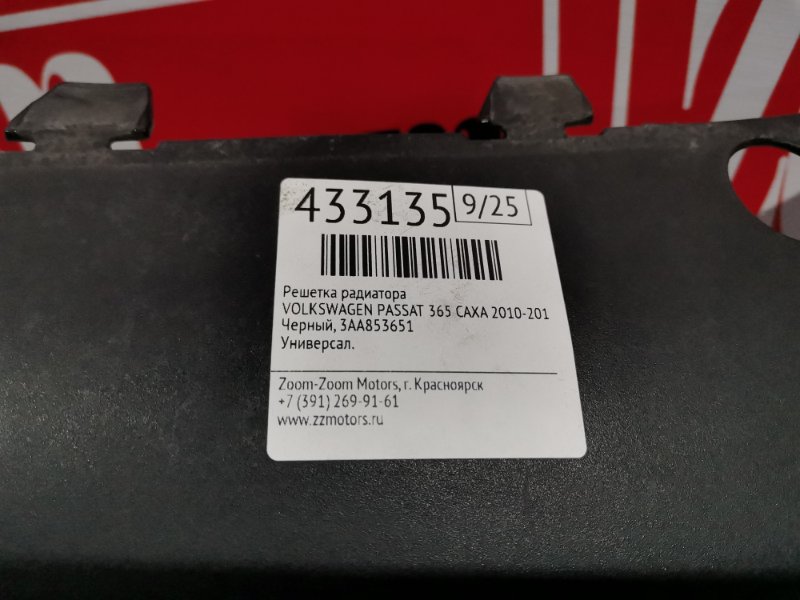 433135 9/25
Решетка радиатора
VOLKSWAGEN PASSAT 365 CAXA 2010-201
Черный, 3AA853651
Универсал.
Zoom-Zoom Motors, г. Красноярск
+7 (391) 269-91-61
www.zzmotors.ru